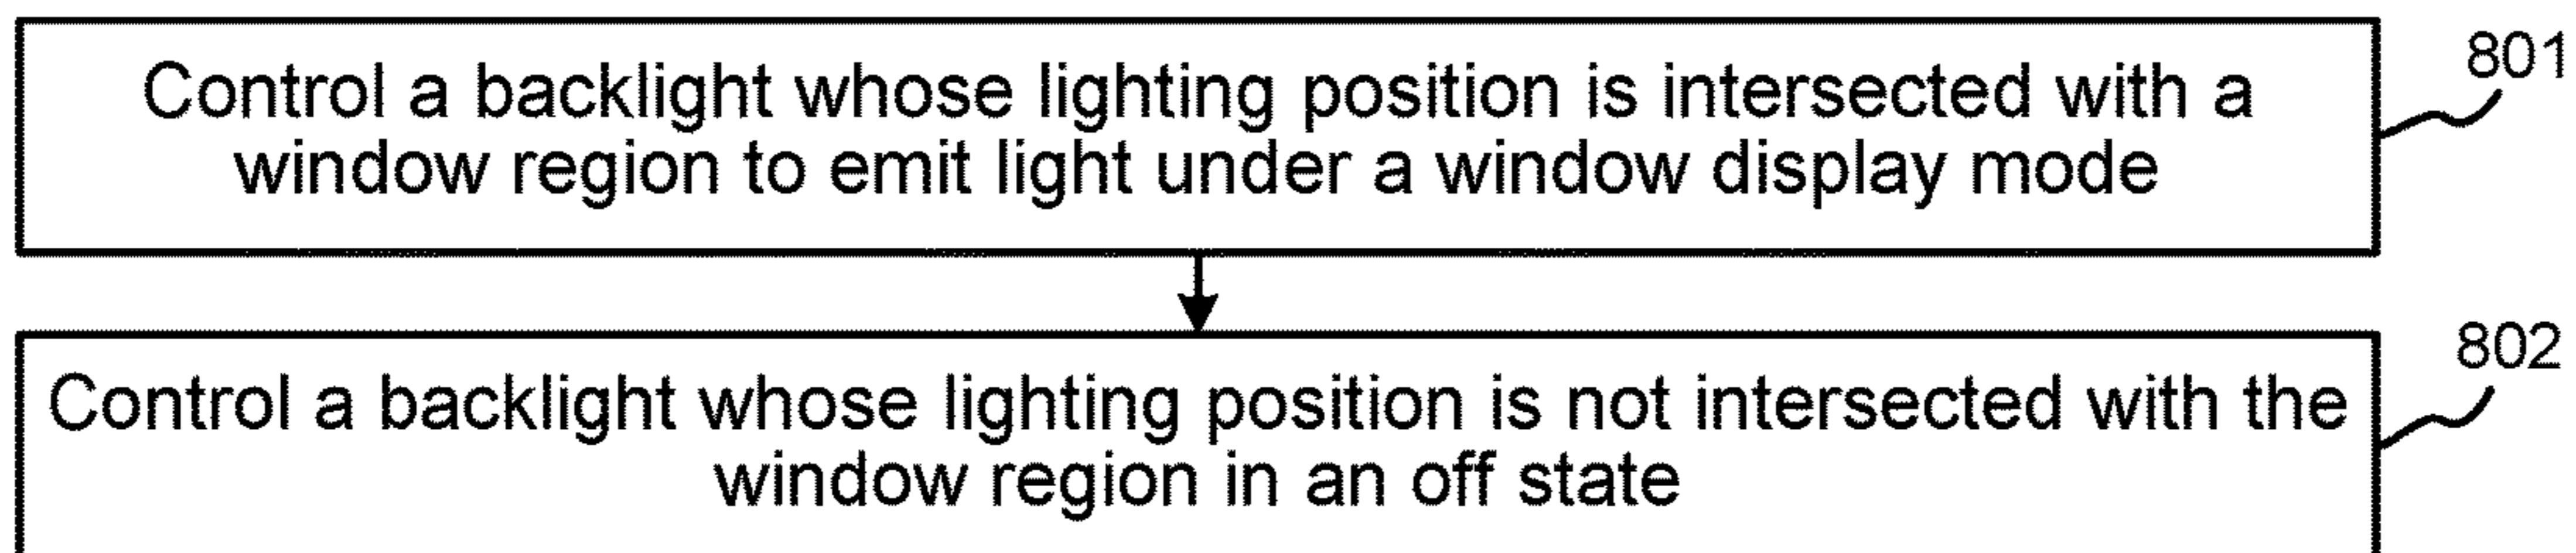 Control a backlight whose lighting position is intersected with a
window region to emit light under a window display mode
801
Control a backlight whose lighting position is not intersected with the
window region in an off state
802